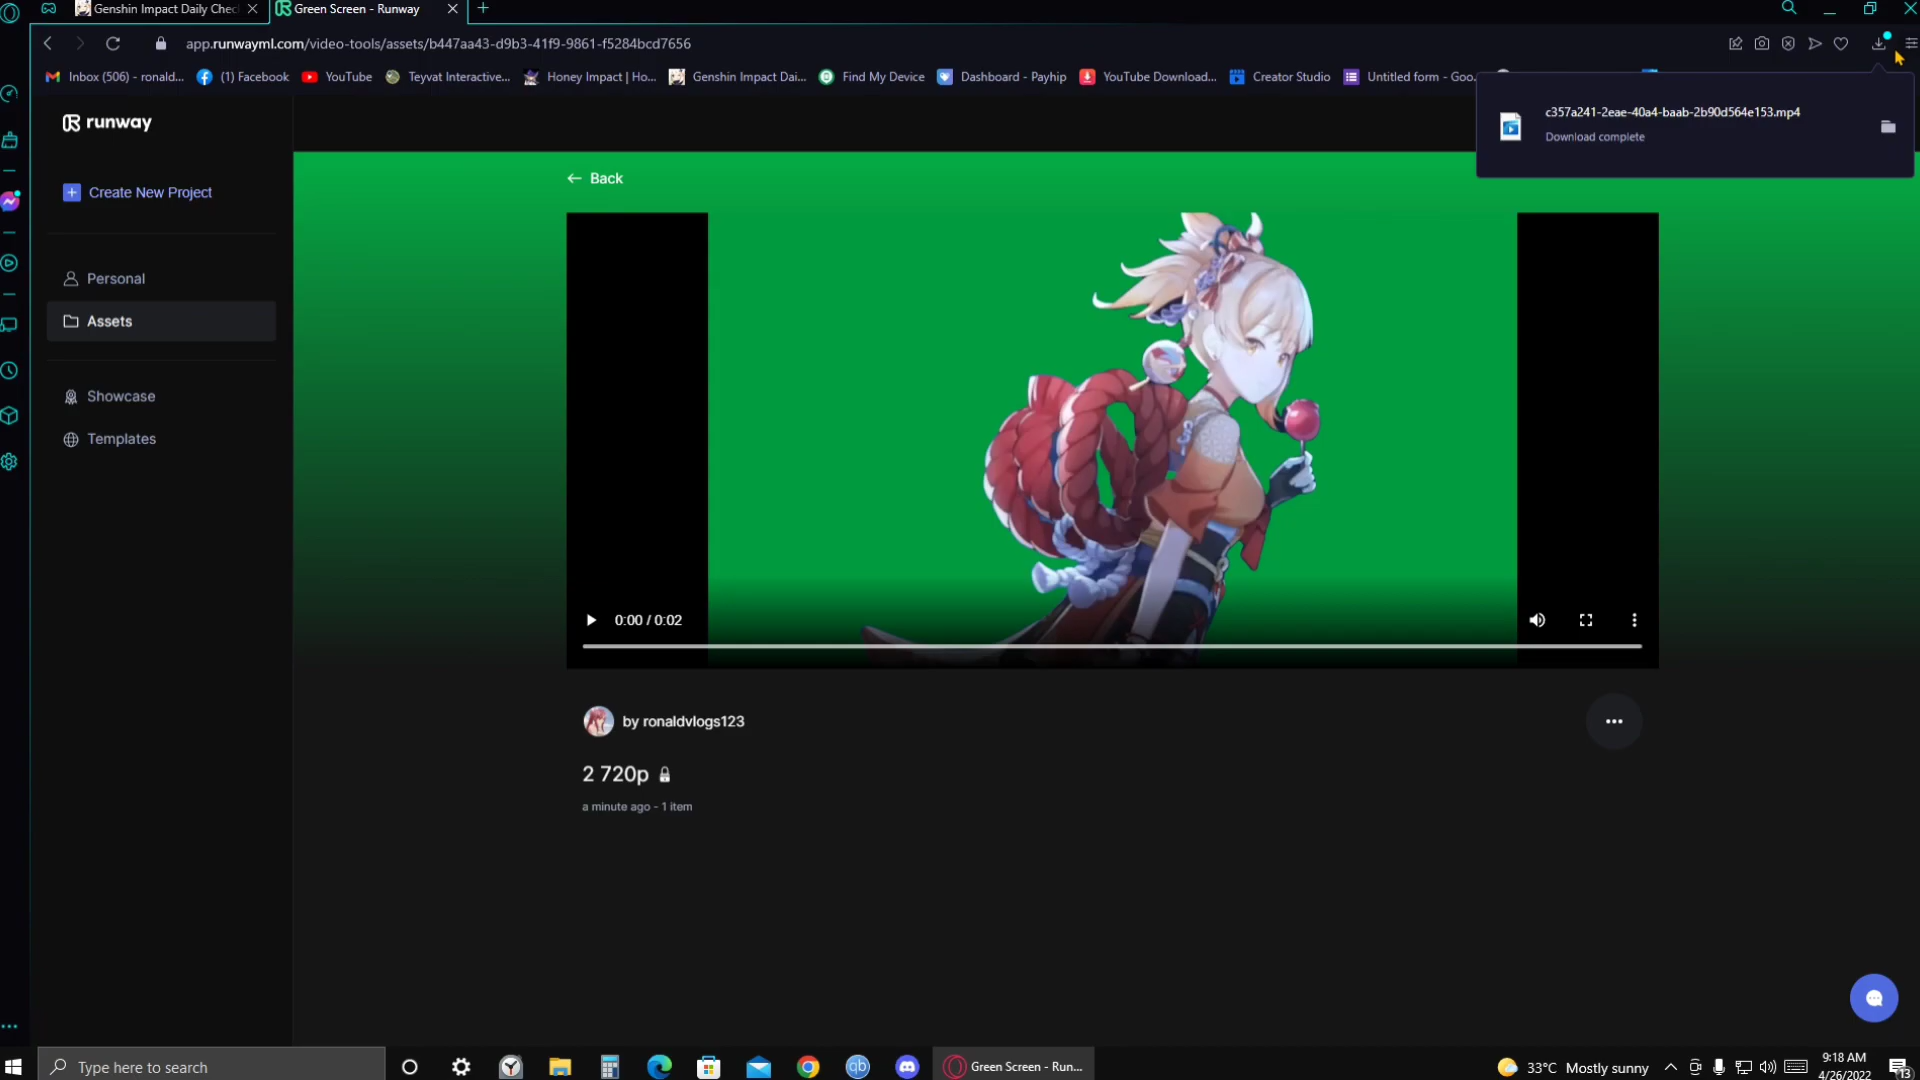 Genshin Impact Daily Chec
Green Screen - Runway
app.runwayml.com/video-tools/assets/b447aa43-d9b3-41f9-9861-f5284bcd7656
Inbox (506) - ronald...
(1) Facebook
YouTube
Teyvat Interactive...
Honey Impact | Ho...
Genshin Impact Dai...
Find My Device
Dashboard - Payhip
YouTube Download...
Creator Studio
Untitled form - Goo...
c357a241-2eae-40a4-baab-2b90d564e153.mp4
Download complete
runway
Create New Project
Personal
Assets
Showcase
Templates
Back
0:00 / 0:02
by ronaldvlogs123
2 720p
a minute ago - 1 item
Type here to search
Green Screen - Run...
33°C Mostly sunny
9:18 AM
4/26/2022
13